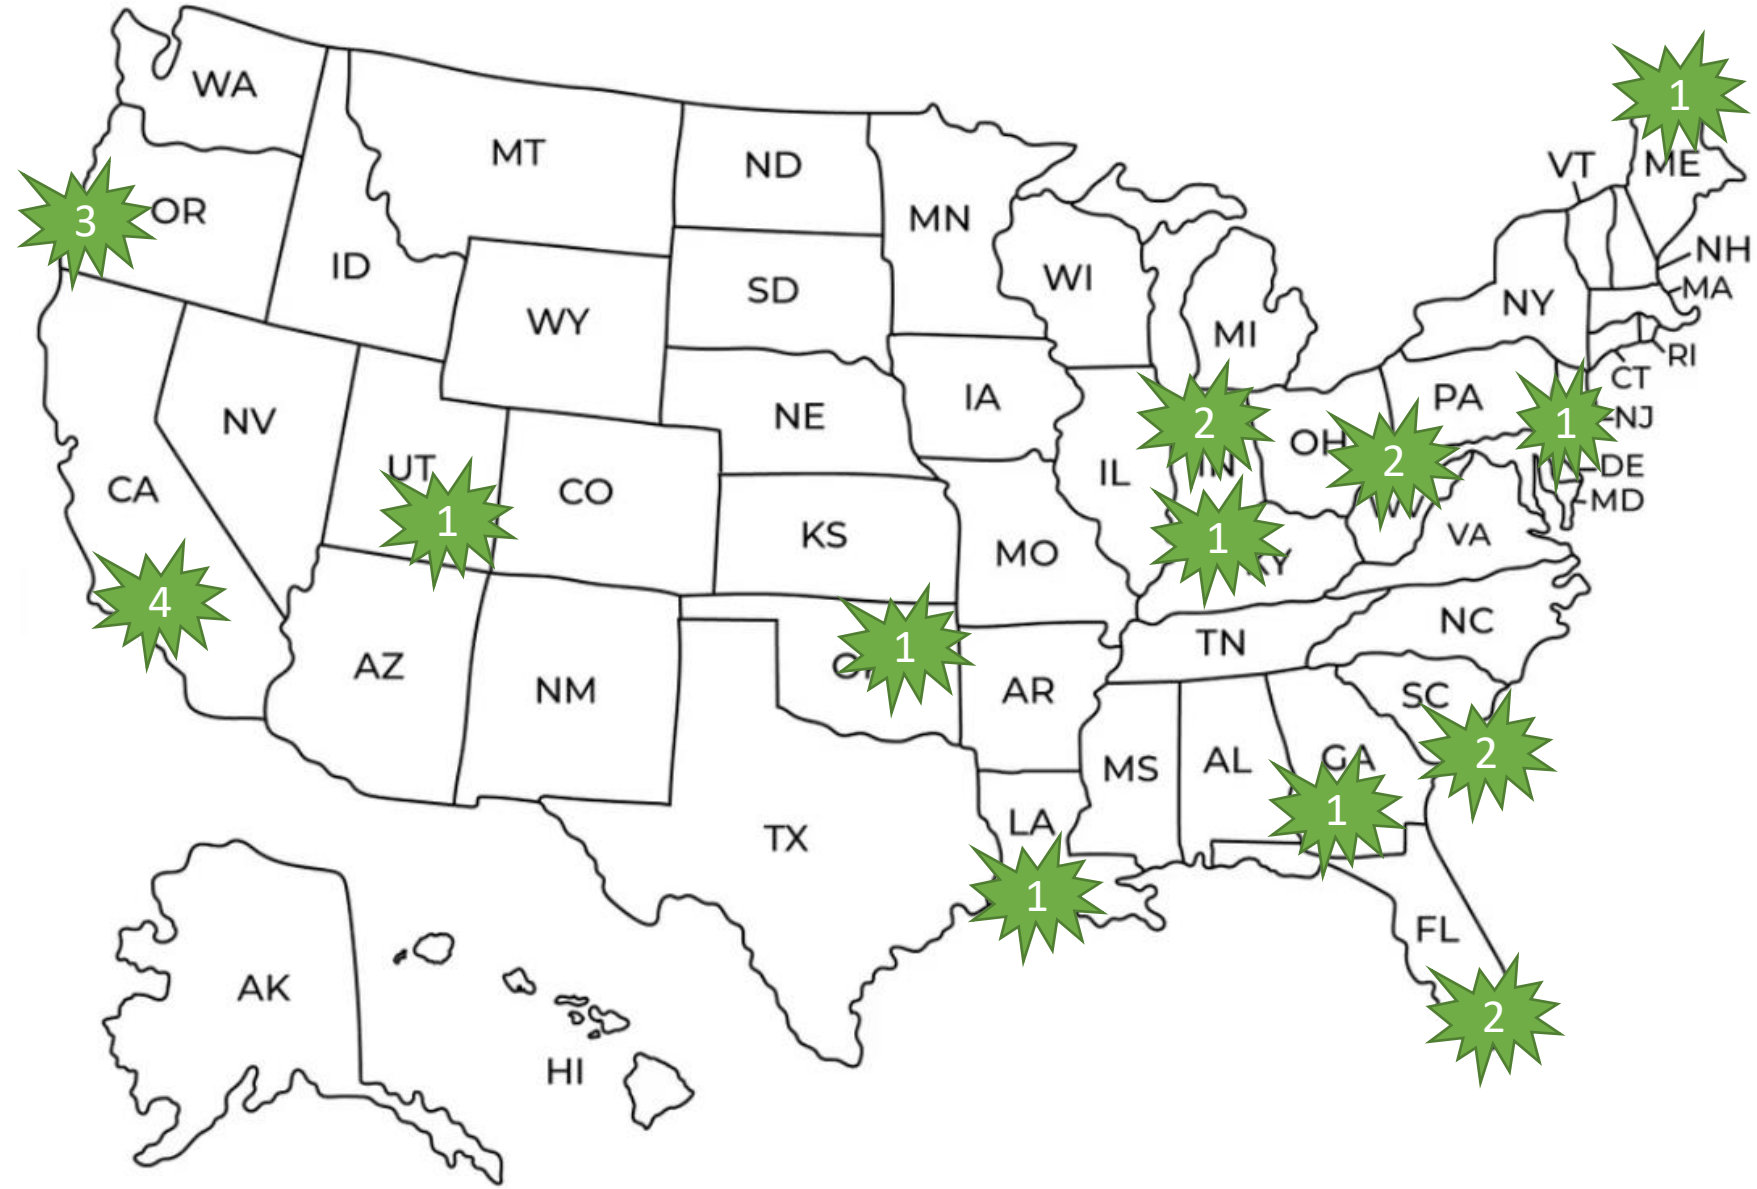 WA
MT
ND
MN
VT
1
ME
3
OR
ID
SD
WI
NH
MA
WY
NY
MI
RI
CT
NV
NE
IA
2
PA
1
NJ
OH
2
UT
CO
IL
IN
DE
MD
CA
1
KS
MO
1
KY
WV
VA
4
AZ
NM
1
AR
TN
NC
SC
TX
MS
AL
GA
1
2
LA
1
FL
AK
HI
2